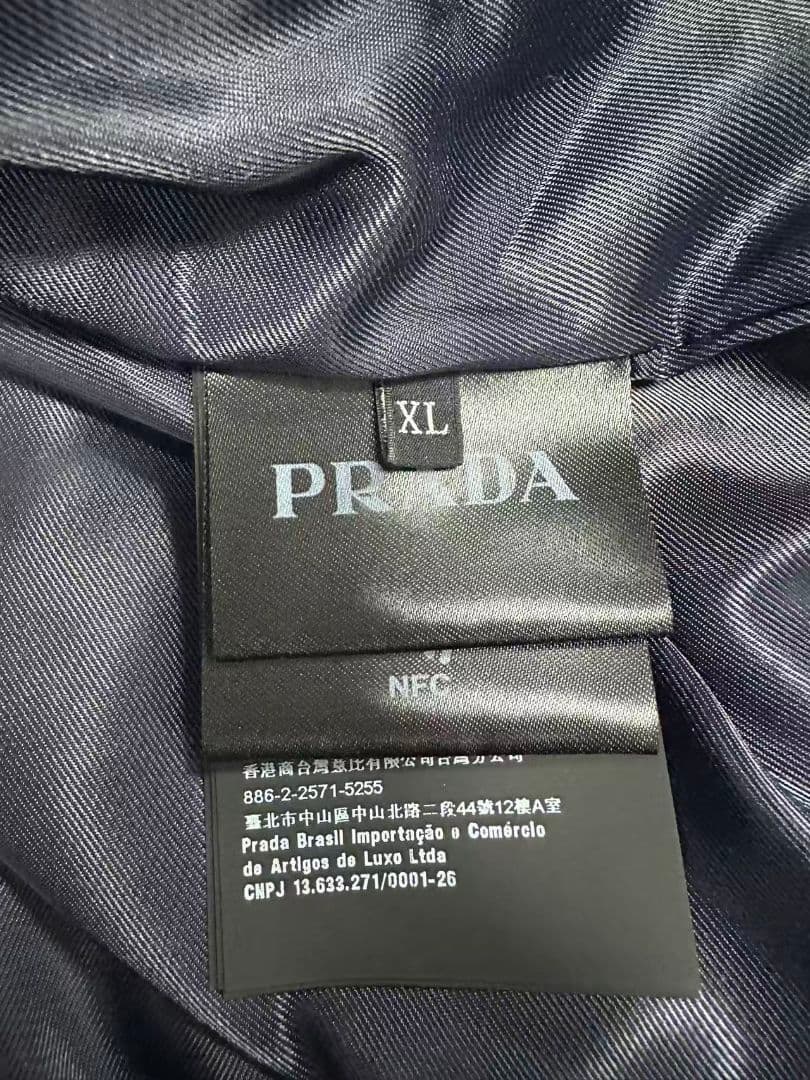 XL
PRADA
NFC
886-2-2571-5255
臺北市中山區中山北路二段44號12樓A室
Prada Brasil Importação e Comércio
de Artigos de Luxo Ltda
CNPJ 13.633.271/0001-26